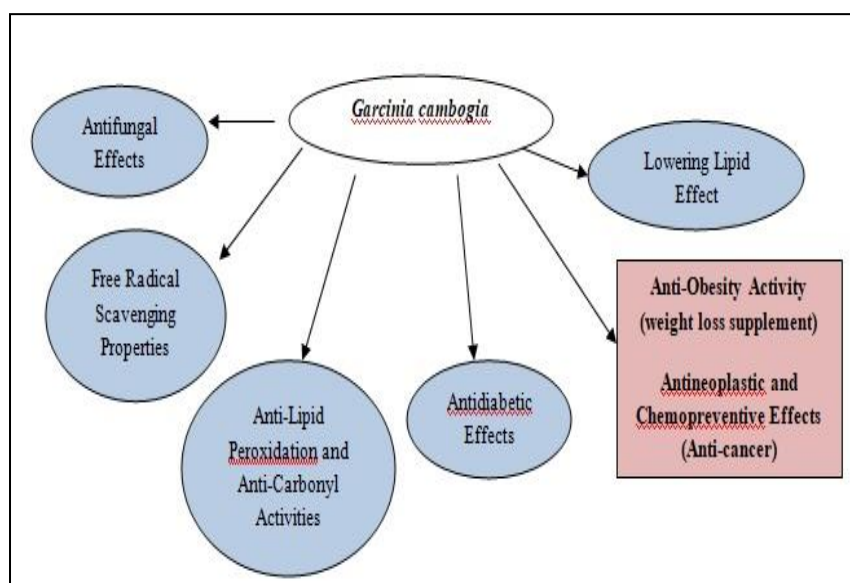 Garcinia cambogia
Antifungal
Effects
Lowering Lipid
Effect
Free Radical
Scavenging
Properties
Anti-Obesity Activity
(weight loss supplement)
Antineoplastic and
Chemopreventive Effects
(Anti-cancer)
Anti-Lipid
Peroxidation and
Anti-Carbonyl
Activities
Antidiabetic
Effects